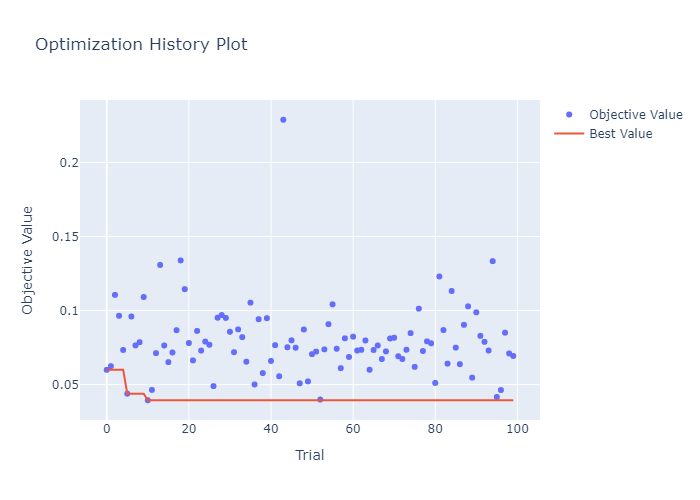 Optimization History Plot
Objective Value
Best Value
0.2
0.15
0.1
0.05
Objective Value
0
20
40
60
80
100
Trial